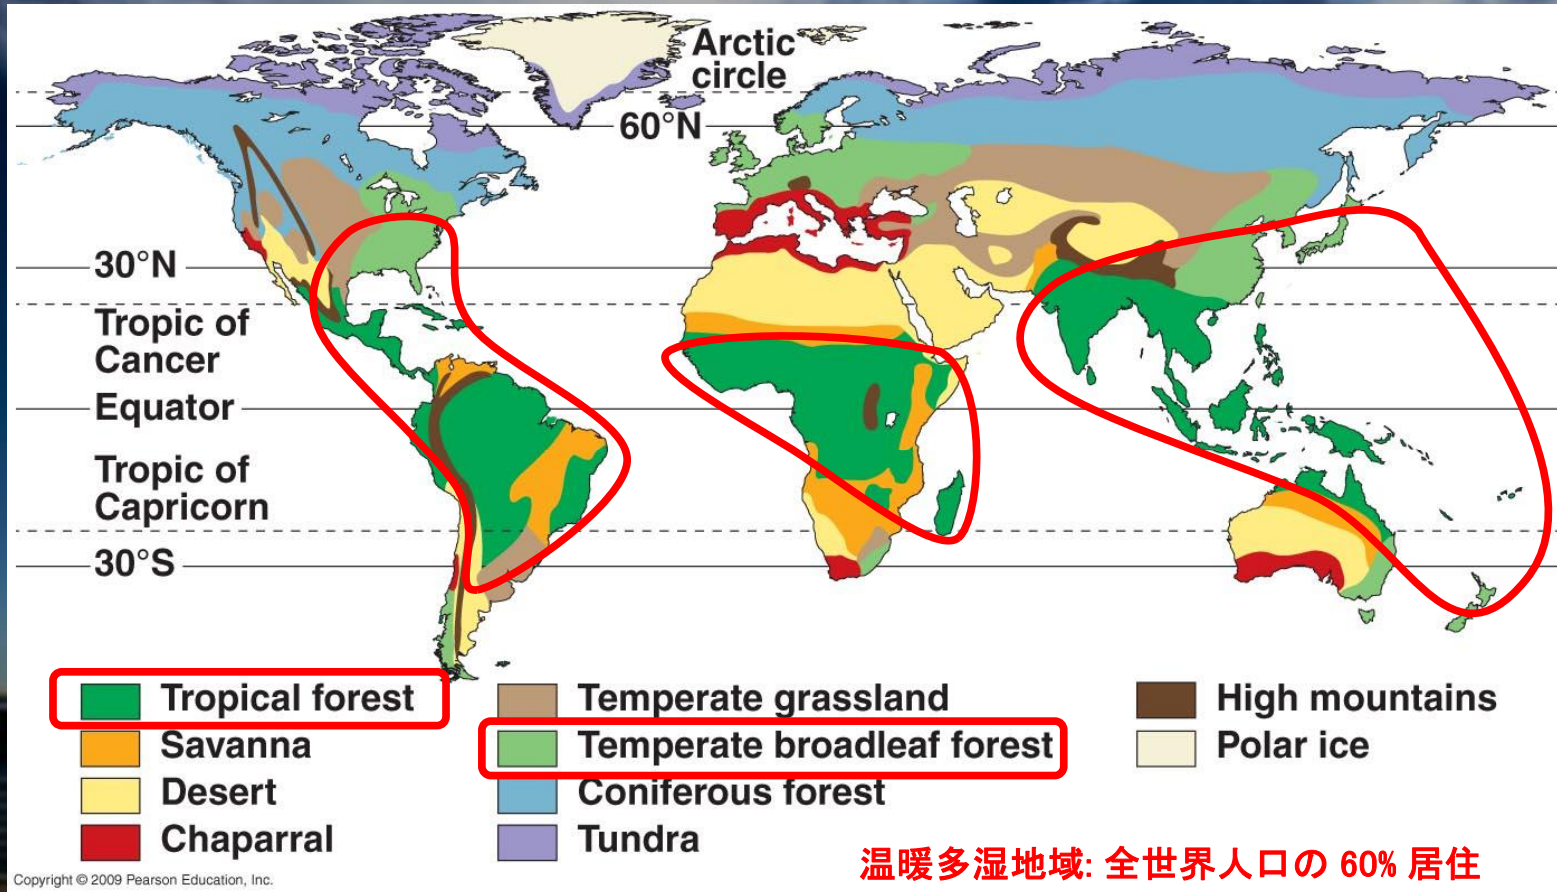 Arctic
circle
60°N
30°N
Tropic of
Cancer
Equator
Tropic of
Capricorn
30°S
Tropical forest
Savanna
Desert
Chaparral
Temperate grassland
Temperate broadleaf forest
Coniferous forest
Tundra
High mountains
Polar ice
温暖多湿地域: 全世界人口の 60% 居住
Copyright © 2009 Pearson Education, Inc.